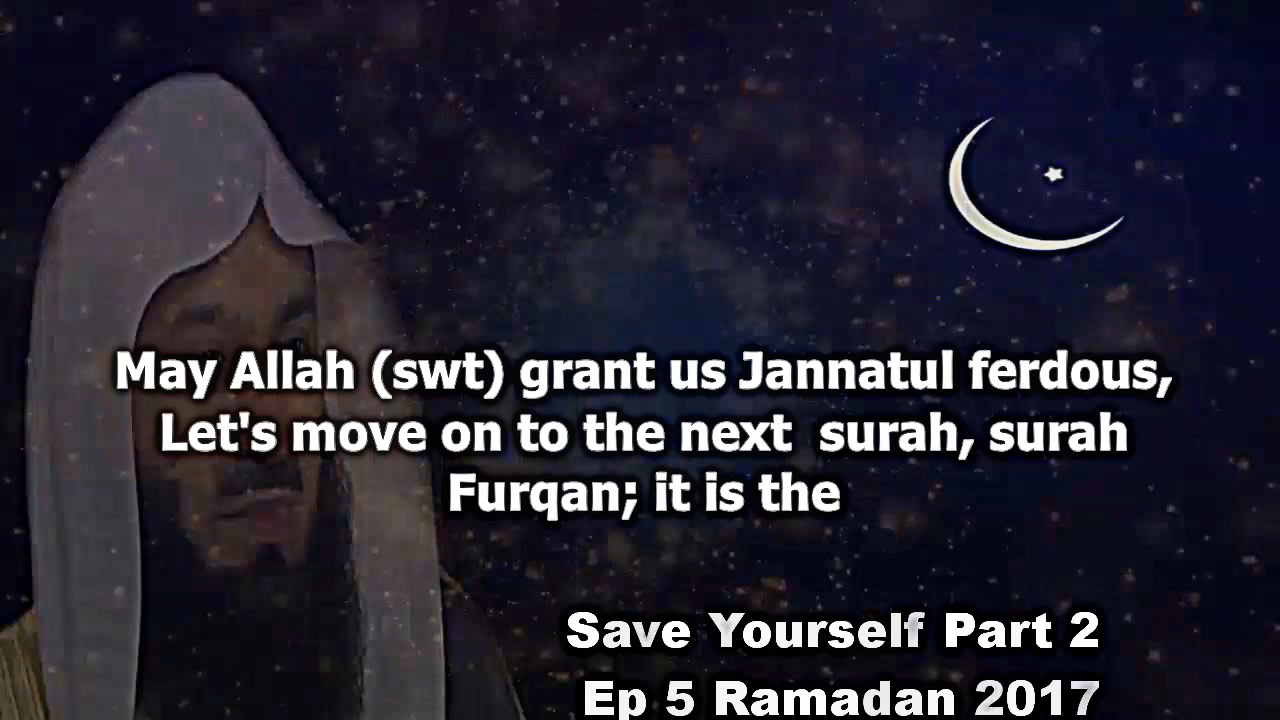 May Allah (swt) grant us Jannatul ferdous,
Let's move on to the next  surah, surah
Furqan; it is the
Save Yourself Part 2
Ep 5 Ramadan 2017